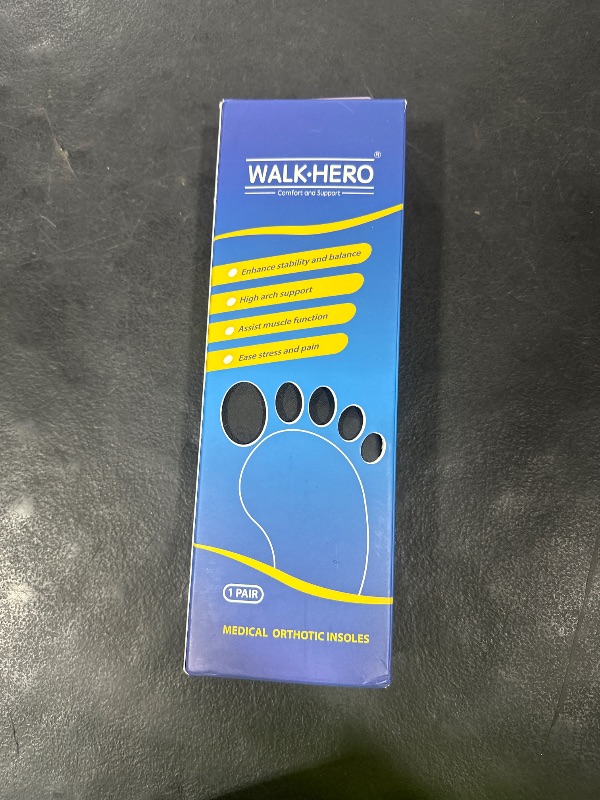 WALK·HERO®
Comfort and Support
Enhance stability and balance
High arch support
Assist muscle function
Ease stress and pain
1 PAIR
MEDICAL ORTHOTIC INSOLES